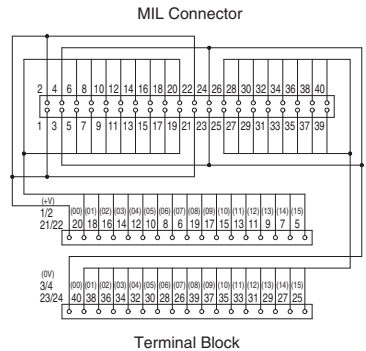 MIL Connector
2 4 6 8 10 12 14 16 18 20 22 24 26 28 30 32 34 36 38 40
1 3 5 7 9 11 13 15 17 19 21 23 25 27 29 31 33 35 37 39
(+V) (00) (01) (02) (03) (04) (05) (06) (07) (08) (09) (10) (11) (12) (13) (14) (15)
1/2
21/22 20 18 16 14 12 10 8 6 19 17 15 13 11 9 7 5
(0V) (00) (01) (02) (03) (04) (05) (06) (07) (08) (09) (10) (11) (12) (13) (14) (15)
3/4
23/24 40 38 36 34 32 30 28 26 39 37 35 33 31 29 27 25
Terminal Block